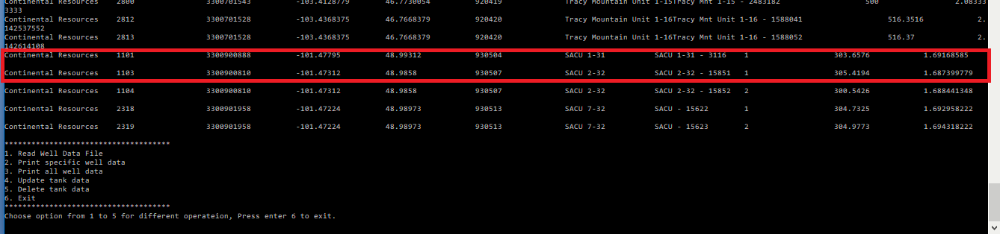 Continental Resources 2800 3300701543 -103.4128779 46.7730054 920419 Tracy Mountain Unit 1-15Tracy Mnt 1-15 - 2483182 500 2.08333
3333
Continental Resources 2812 3300701528 -103.4368375 46.7668379 920420 Tracy Mountain Unit 1-16Tracy Mnt Unit 1-16 - 1588041 516.3516 2.
142537552
Continental Resources 2813 3300701528 -103.4368375 46.7668379 920420 Tracy Mountain Unit 1-16Tracy Mnt Unit 1-16 - 1588052 516.37 2.
142614108
Continental Resources 1101 3300900888 -101.47795 48.99312 930504 SACU 1-31 SACU 1-31 - 3116 1 303.6576 1.69168585
Continental Resources 1103 3300900810 -101.47312 48.9858 930507 SACU 2-32 SACU 2-32 - 15851 1 305.4194 1.687399779
Continental Resources 1104 3300900810 -101.47312 48.9858 930507 SACU 2-32 SACU 2-32 - 15852 2 300.5426 1.688441348
Continental Resources 2318 3300901958 -101.47224 48.98973 930513 SACU 7-32 SACU - 15622 1 304.7325 1.692958222
Continental Resources 2319 3300901958 -101.47224 48.98973 930513 SACU 7-32 SACU - 15623 2 304.9773 1.694318222
*************************************
1. Read Well Data File
2. Print specific well data
3. Print all well data
4. Update tank data
5. Delete tank data
6. Exit
*************************************
Choose option from 1 to 5 for different operateion, Press enter 6 to exit.